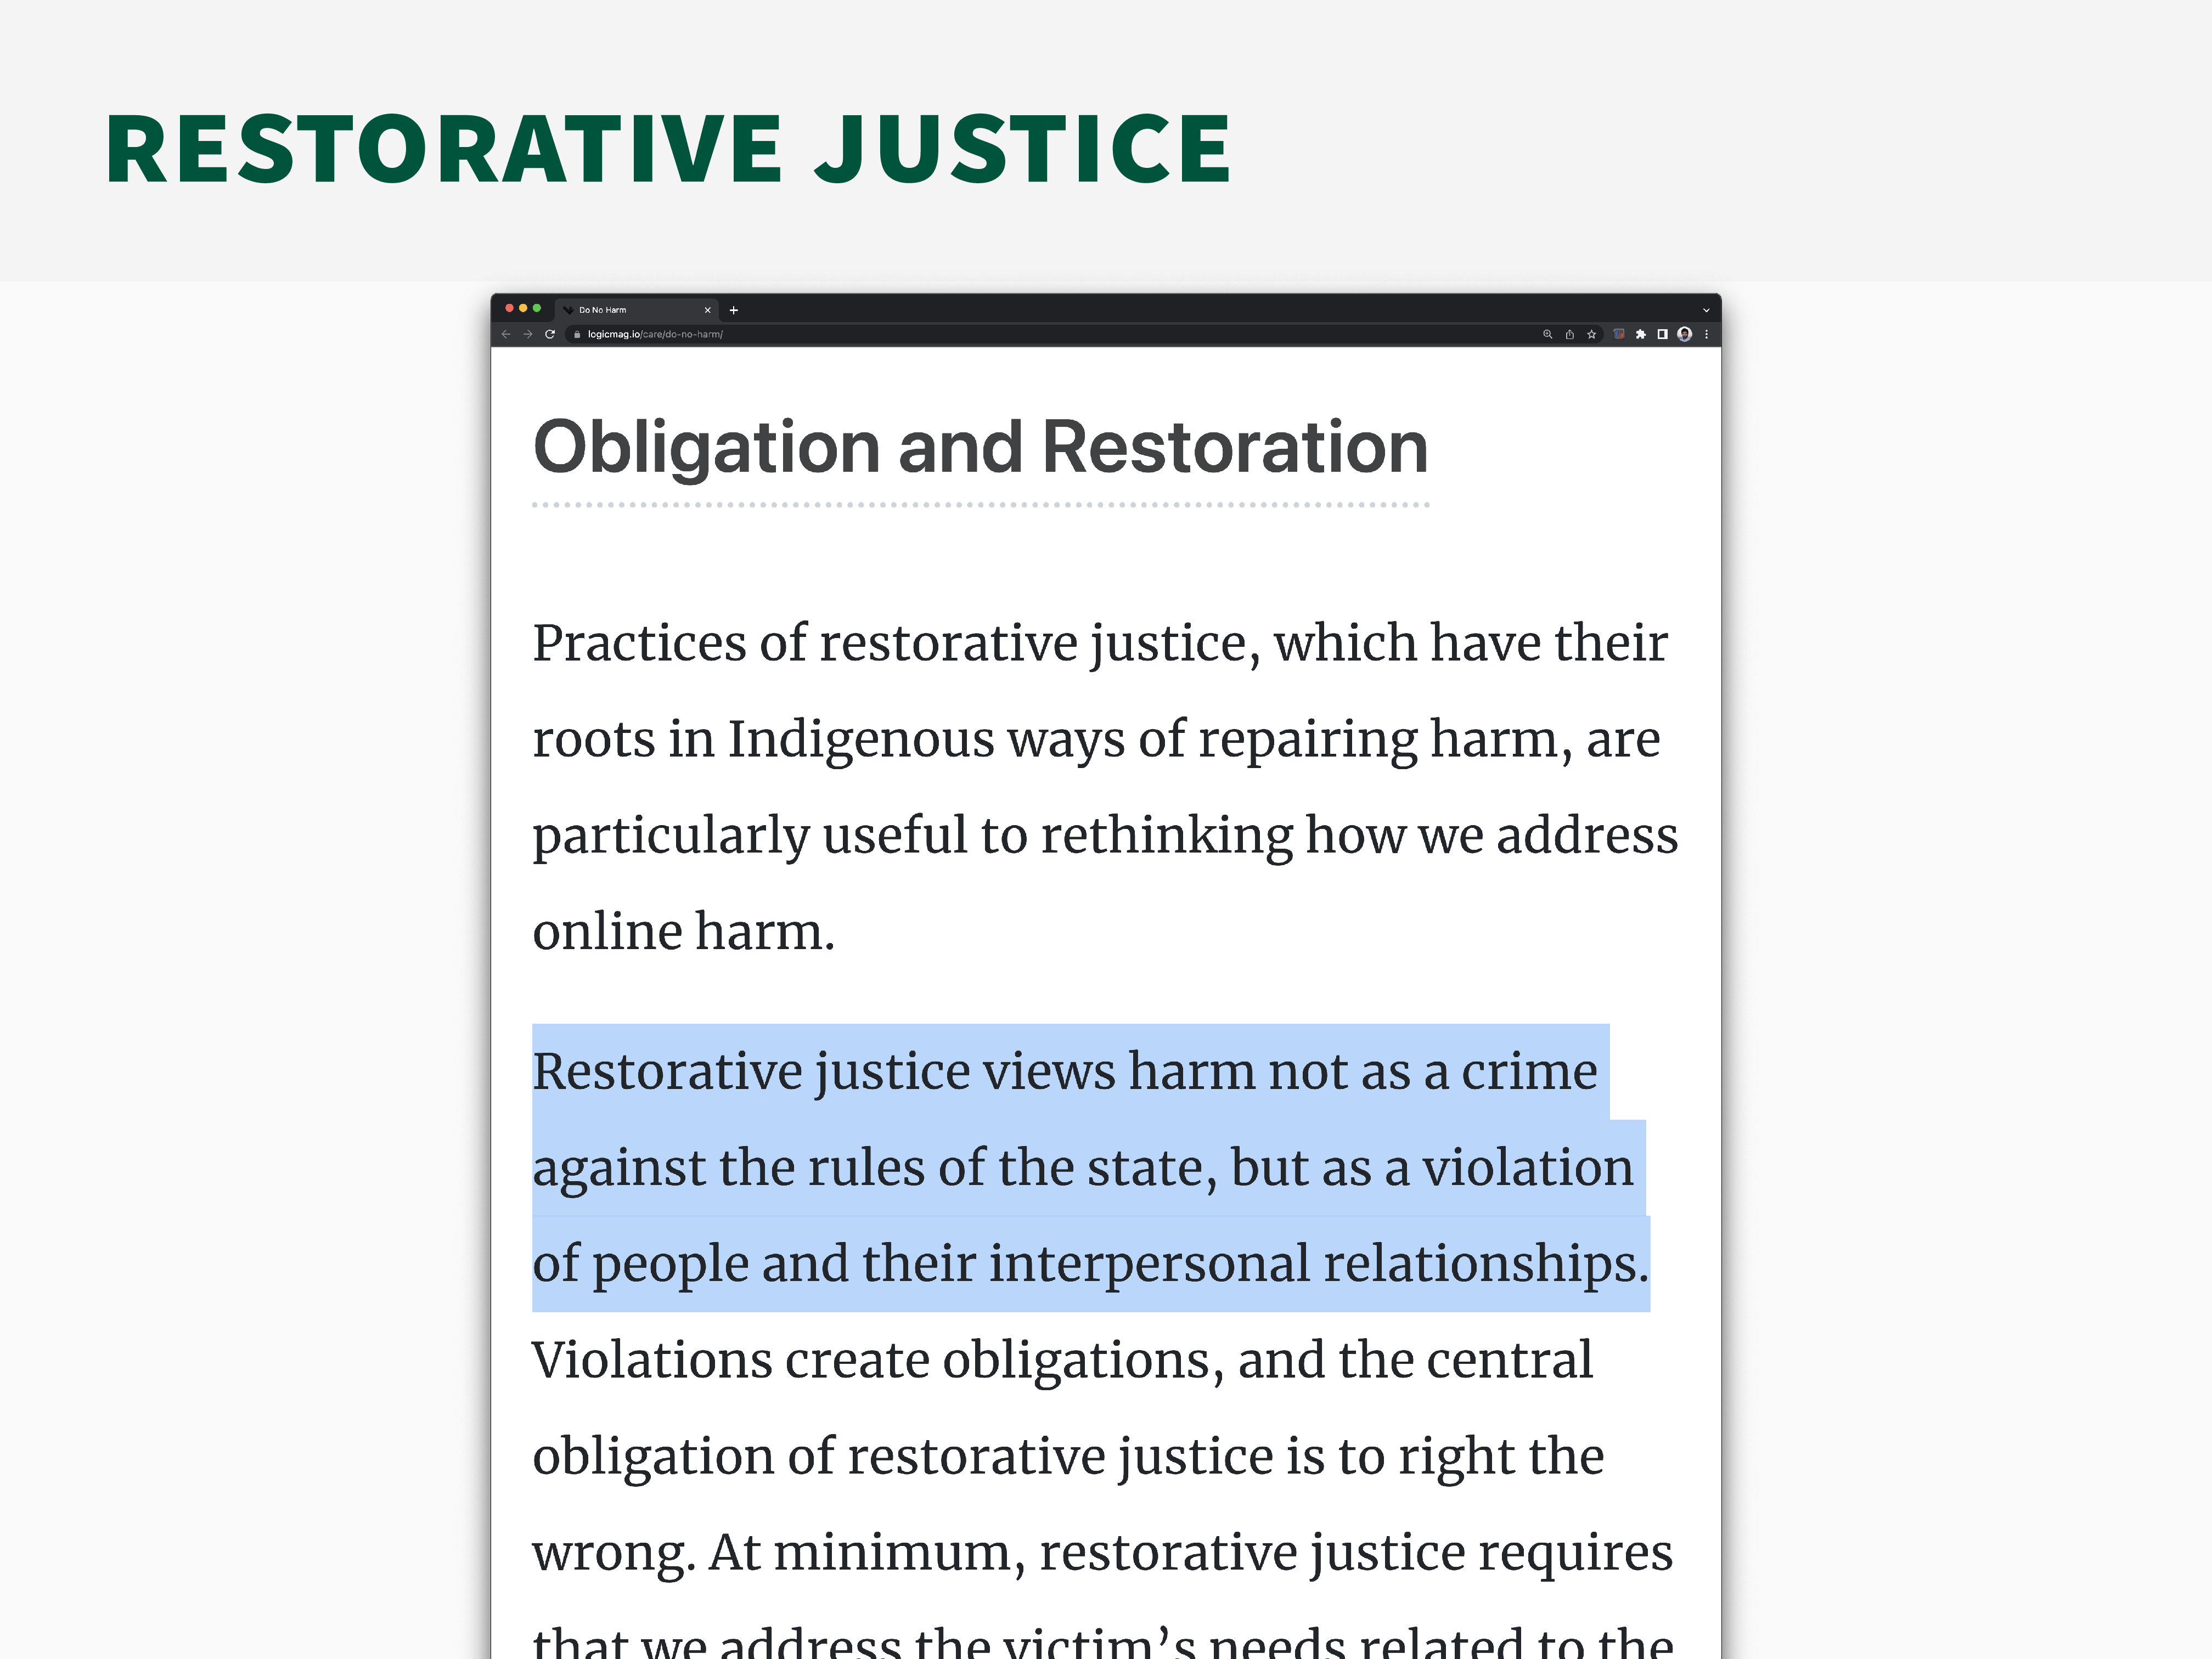 RESTORATIVE JUSTICE
Do No Harm
logicmag.io/care/do-no-harm/
Obligation and Restoration
Practices of restorative justice, which have their
roots in Indigenous ways of repairing harm, are
particularly useful to rethinking how we address
online harm.
Restorative justice views harm not as a crime
against the rules of the state, but as a violation
of people and their interpersonal relationships.
Violations create obligations, and the central
obligation of restorative justice is to right the
wrong. At minimum, restorative justice requires
that we address the victim’s needs related to the